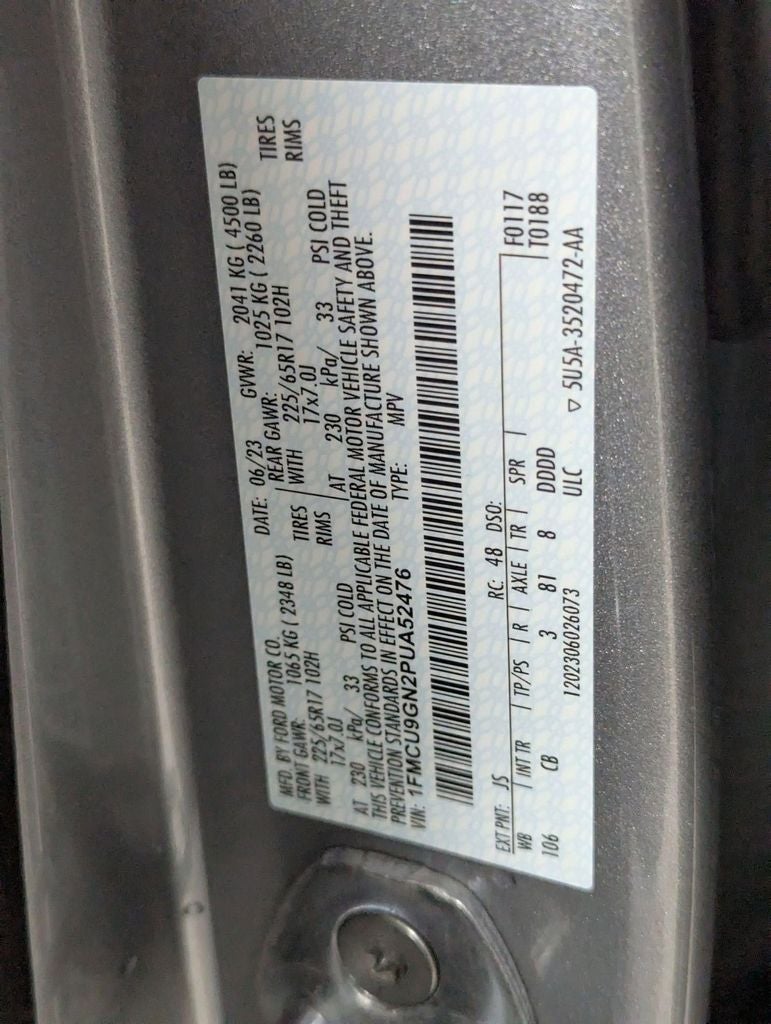 MFD. BY FORD MOTOR CO.
DATE: 06/23 GVWR: 2041 KG ( 4500 LB)
FRONT GAWR: 1065 KG ( 2348 LB) REAR GAWR: 1025 KG ( 2260 LB)
WITH 225/65R17 102H TIRES WITH 225/65R17 102H TIRES
17x7.0J RIMS 17x7.0J RIMS
AT 230 kPa/ 33 PSI COLD AT 230 kPa/ 33 PSI COLD
THIS VEHICLE CONFORMS TO ALL APPLICABLE FEDERAL MOTOR VEHICLE SAFETY AND THEFT
PREVENTION STANDARDS IN EFFECT ON THE DATE OF MANUFACTURE SHOWN ABOVE.
VIN: 1FMCU9GN2PUA52476 TYPE: MPV
EXT PNT: JS RC: 48 DSO: F0117
WB INT TR TP/PS R AXLE TR SPR T0188
106 CB 3 81 8 DDDD
1202306026073 ULC ▽ 5U5A-3520472-AA